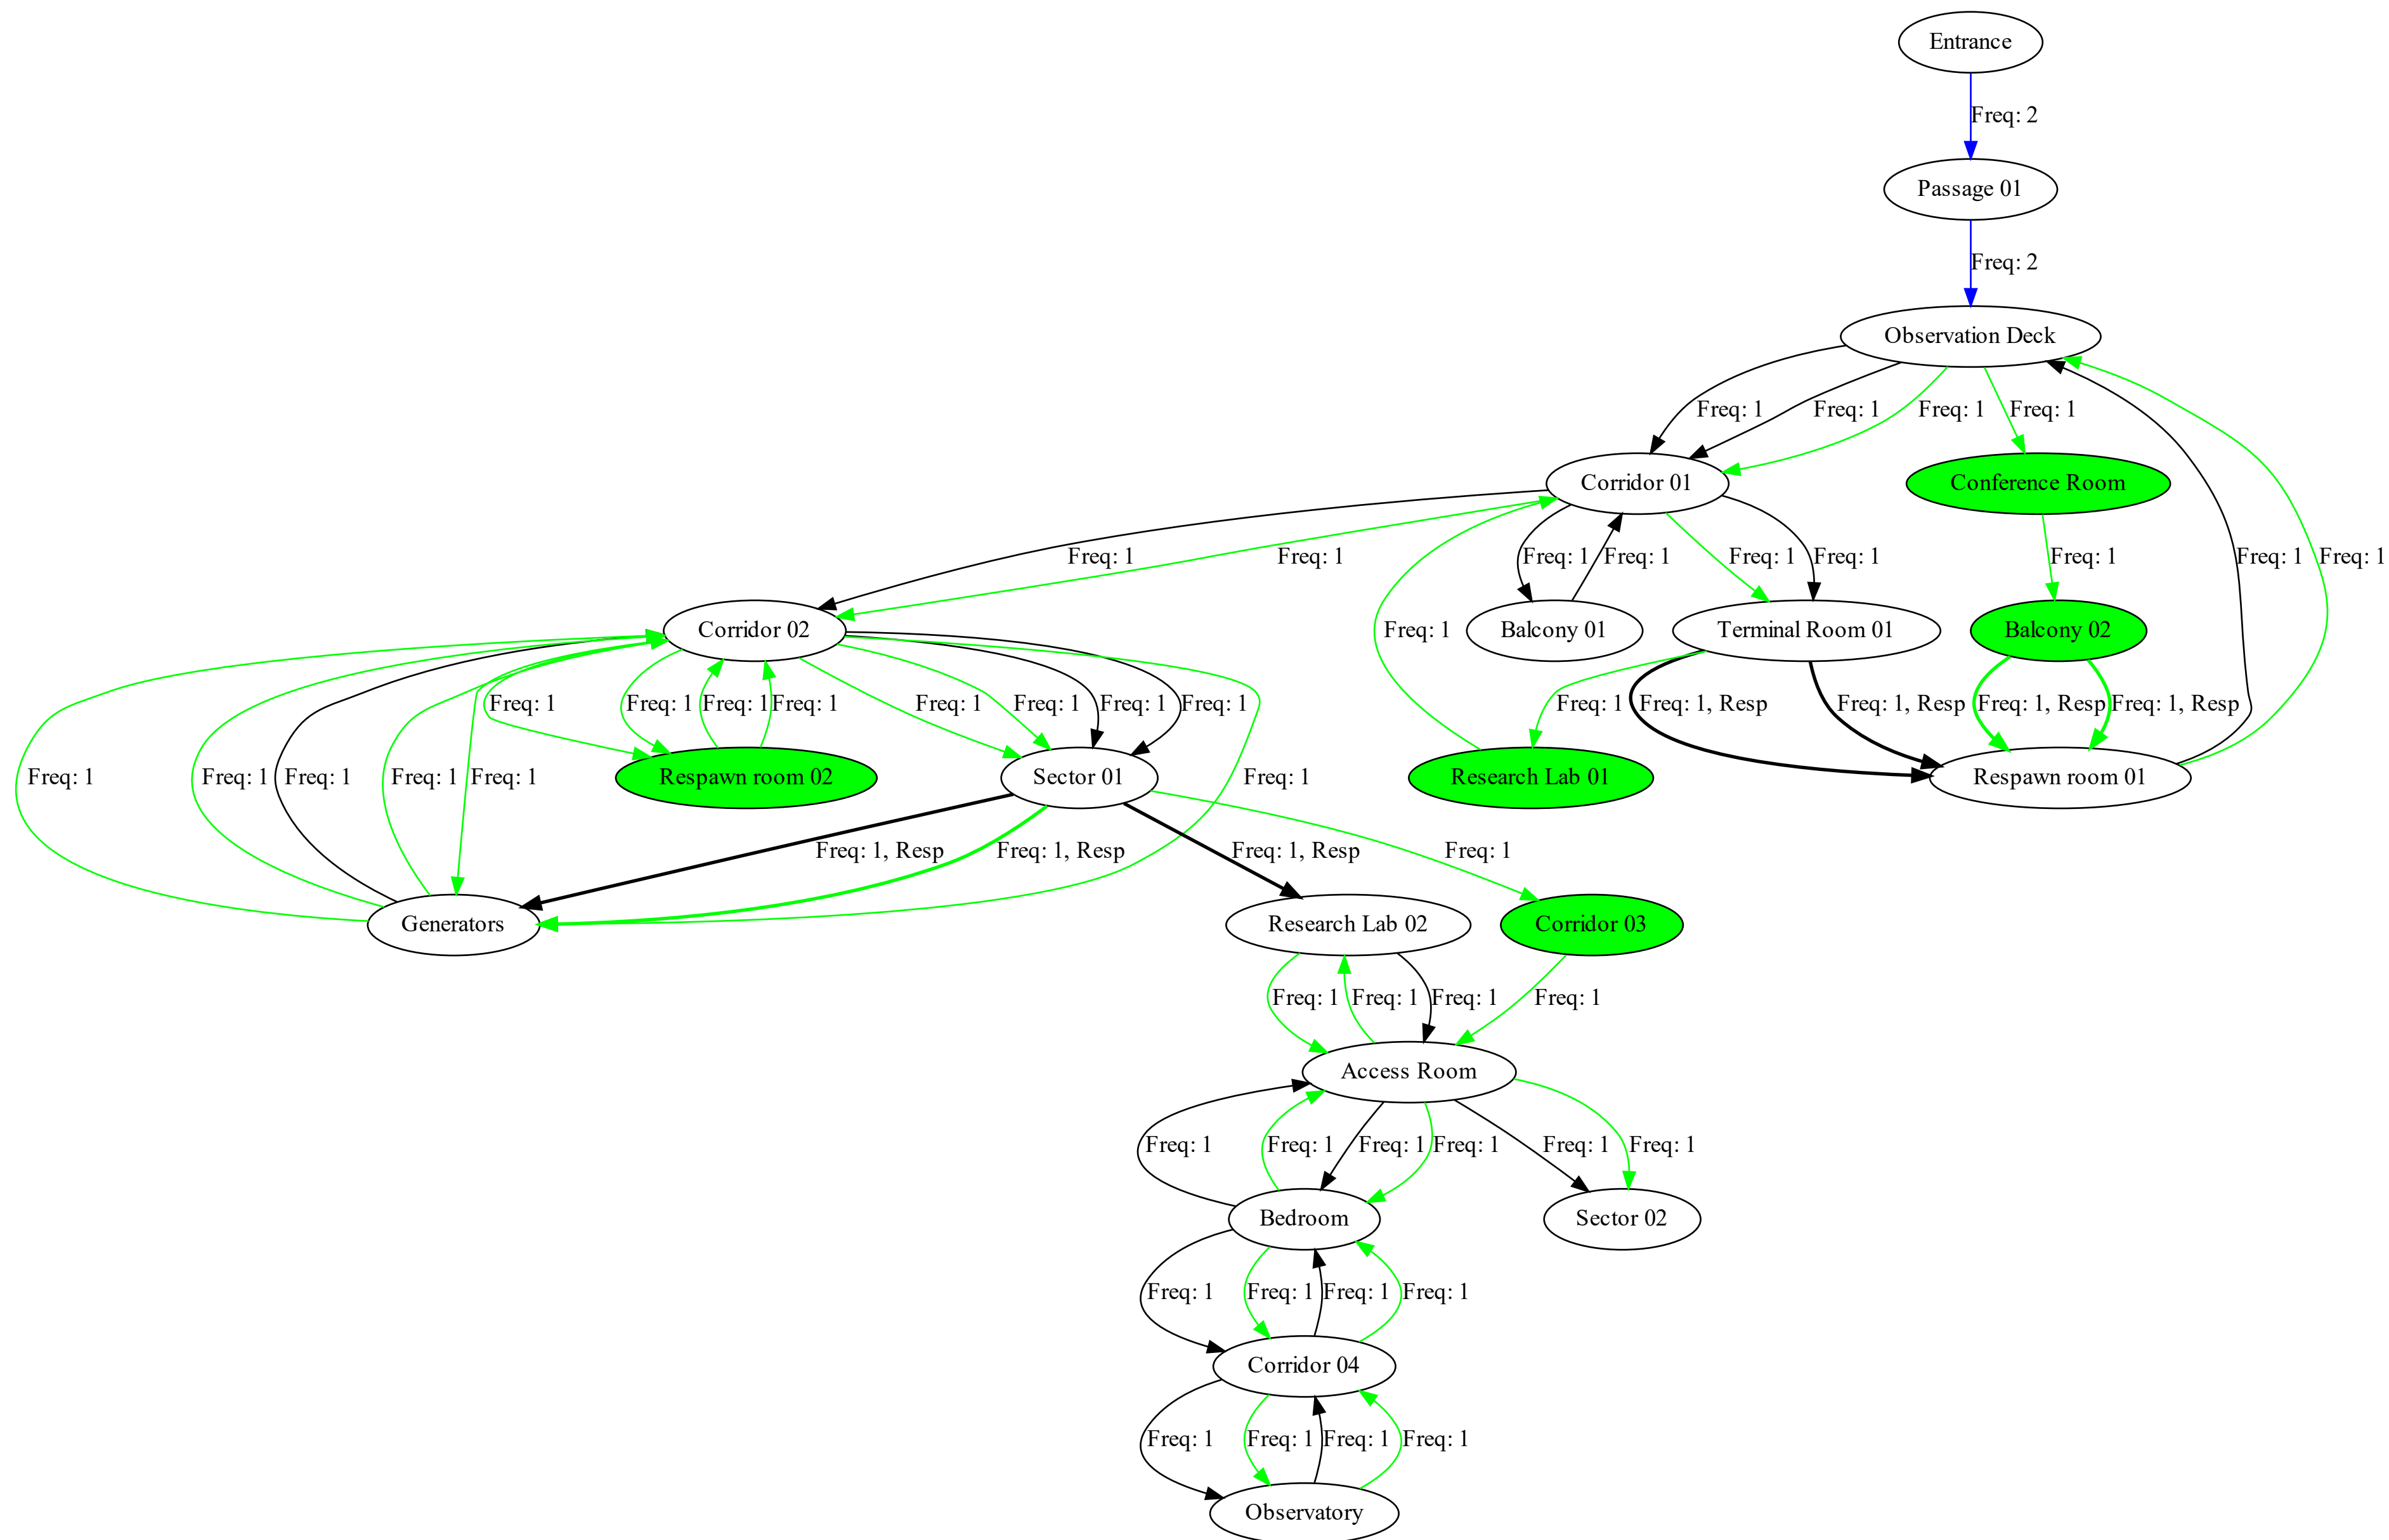 Entrance
Freq: 2
Passage 01
Freq: 2
Observation Deck
Freq: 1
Freq: 1
Freq: 1
Freq: 1
Corridor 01
Conference Room
Freq: 1
Freq: 1
Freq: 1
Freq: 1
Freq: 1
Freq: 1
Freq: 1
Freq: 1
Freq: 1
Corridor 02
Freq: 1
Balcony 01
Terminal Room 01
Balcony 02
Freq: 1
Freq: 1
Freq: 1
Freq: 1
Freq: 1
Freq: 1
Freq: 1
Freq: 1
Freq: 1
Freq: 1, Resp
Freq: 1, Resp
Freq: 1, Resp
Freq: 1, Resp
Freq: 1
Freq: 1
Freq: 1
Freq: 1
Freq: 1
Respawn room 02
Sector 01
Freq: 1
Research Lab 01
Respawn room 01
Freq: 1, Resp
Freq: 1, Resp
Freq: 1, Resp
Freq: 1
Generators
Research Lab 02
Corridor 03
Freq: 1
Freq: 1
Freq: 1
Freq: 1
Access Room
Freq: 1
Freq: 1
Freq: 1
Freq: 1
Freq: 1
Freq: 1
Bedroom
Sector 02
Freq: 1
Freq: 1
Freq: 1
Freq: 1
Corridor 04
Freq: 1
Freq: 1
Freq: 1
Freq: 1
Observatory